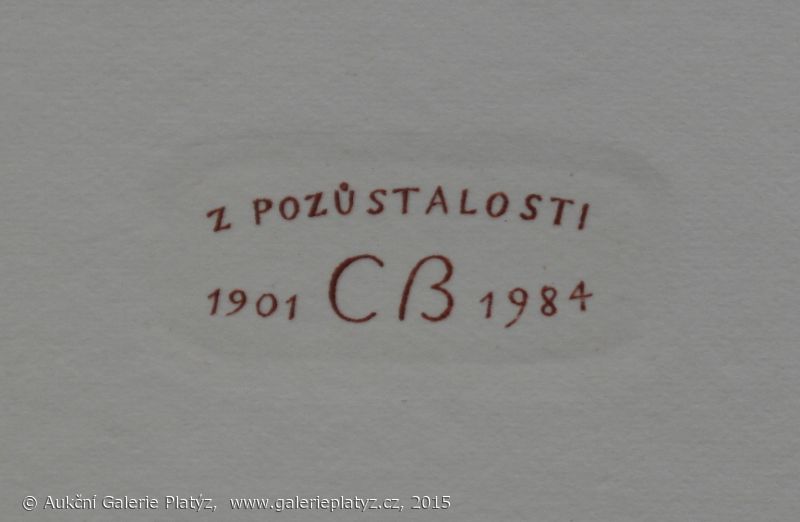 Z POZŮSTALOSTI
1901 CB 1984
© Aukční Galerie Platýz, www.galerieplatyz.cz, 2015